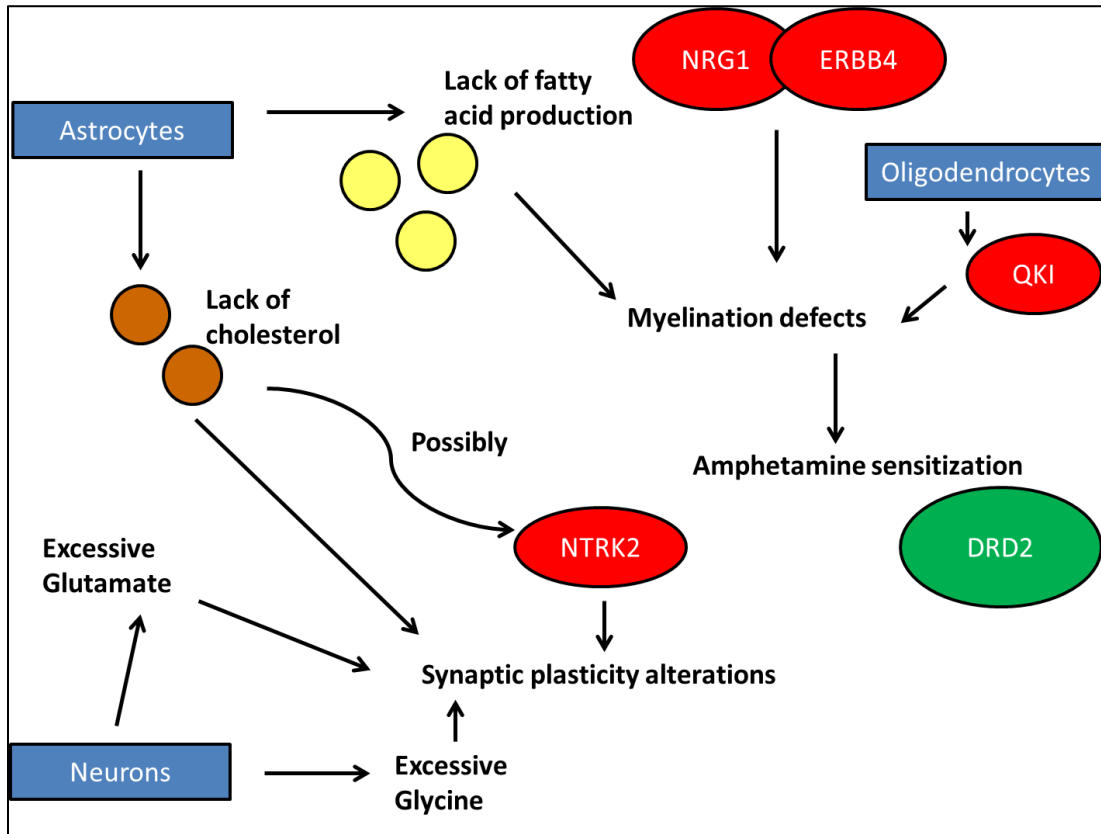 NRG1
ERBB4
Lack of fatty
acid production
Astrocytes
Oligodendrocytes
QKI
Lack of
cholesterol
Myelination defects
Possibly
Amphetamine sensitization
NTRK2
DRD2
Excessive
Glutamate
Synaptic plasticity alterations
Neurons
Excessive
Glycine